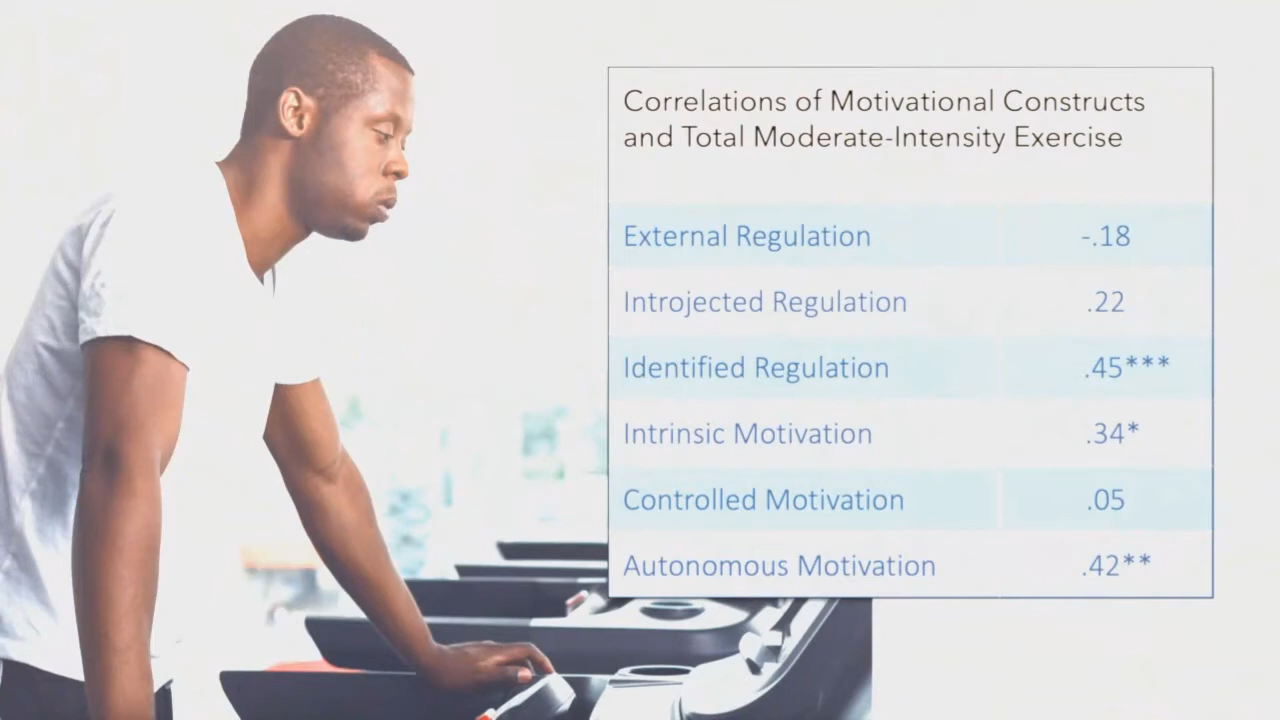 Correlations of Motivational Constructs
and Total Moderate-Intensity Exercise
External Regulation -.18
Introjected Regulation .22
Identified Regulation .45***
Intrinsic Motivation .34*
Controlled Motivation .05
Autonomous Motivation .42**